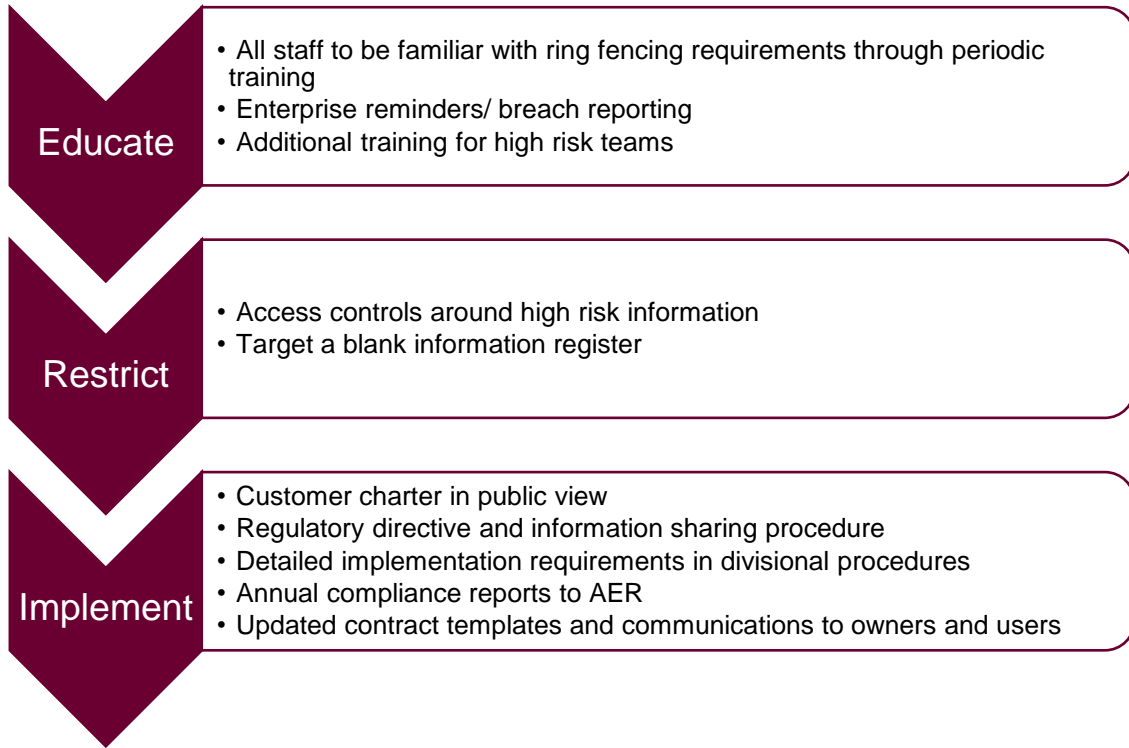 Educate
• All staff to be familiar with ring fencing requirements through periodic
training
• Enterprise reminders/ breach reporting
• Additional training for high risk teams
Restrict
• Access controls around high risk information
• Target a blank information register
Implement
• Customer charter in public view
• Regulatory directive and information sharing procedure
• Detailed implementation requirements in divisional procedures
• Annual compliance reports to AER
• Updated contract templates and communications to owners and users